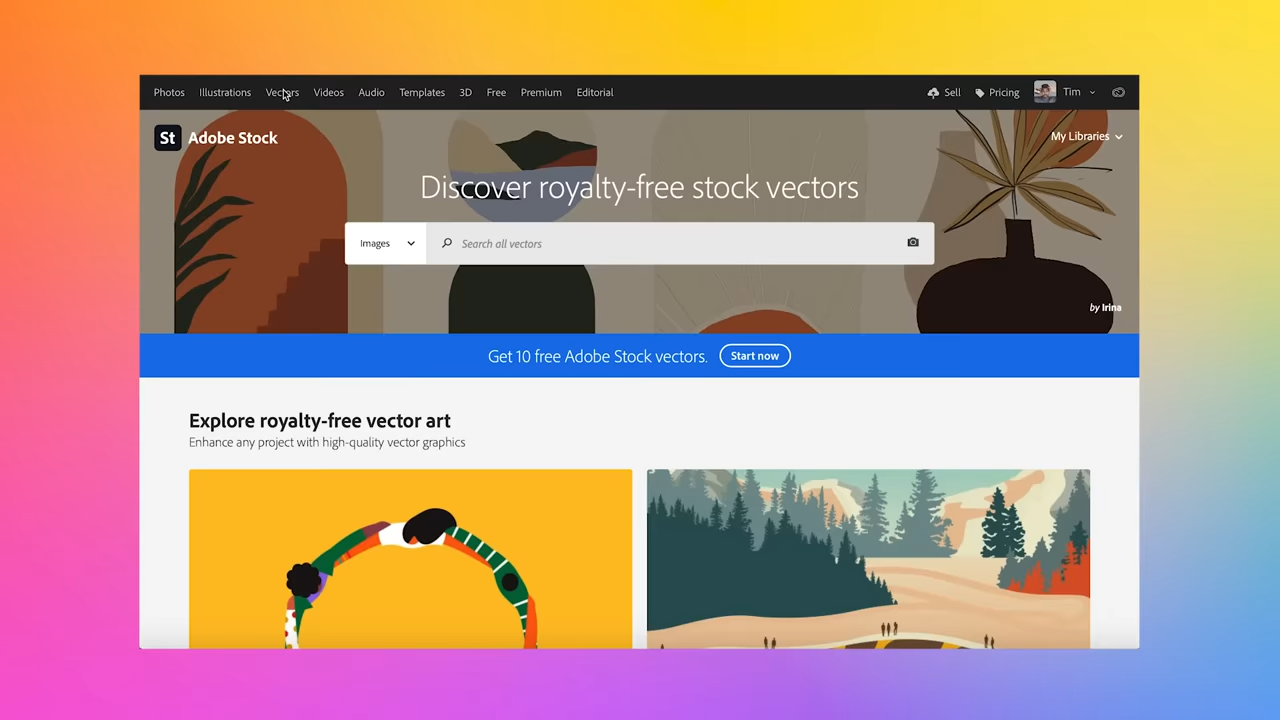 Photos Illustrations Vectors Videos Audio Templates 3D Free Premium Editorial Sell Pricing Tim
St Adobe Stock My Libraries
Discover royalty-free stock vectors
Images Search all vectors
by Irina
Get 10 free Adobe Stock vectors. Start now
Explore royalty-free vector art
Enhance any project with high-quality vector graphics